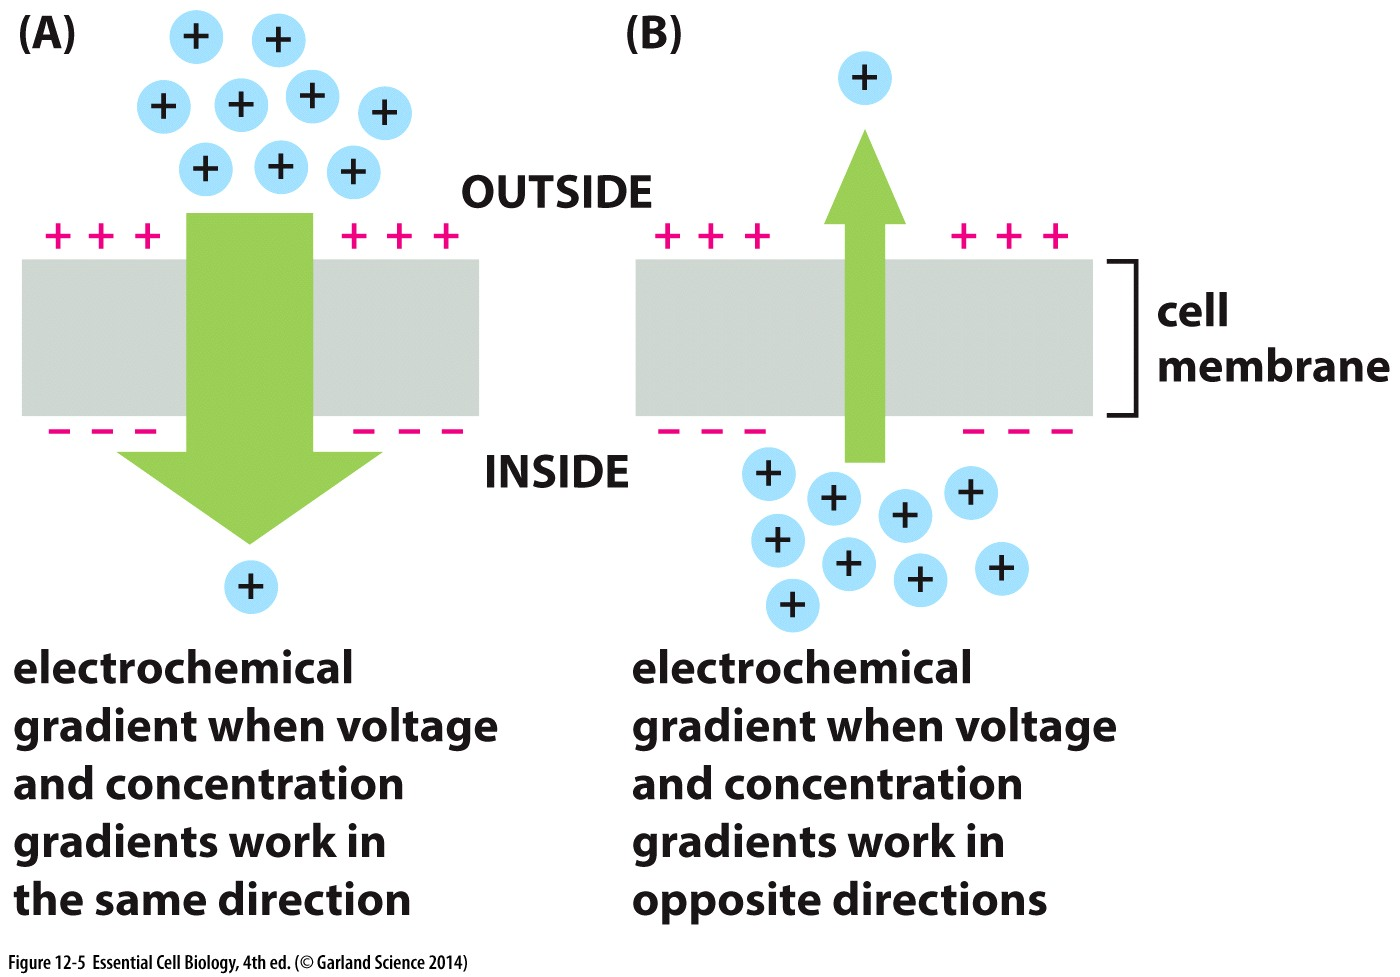 (A)
(B)
OUTSIDE
cell
membrane
INSIDE
electrochemical
gradient when voltage
and concentration
gradients work in
the same direction
electrochemical
gradient when voltage
and concentration
gradients work in
opposite directions
Figure 12-5 Essential Cell Biology, 4th ed. (© Garland Science 2014)